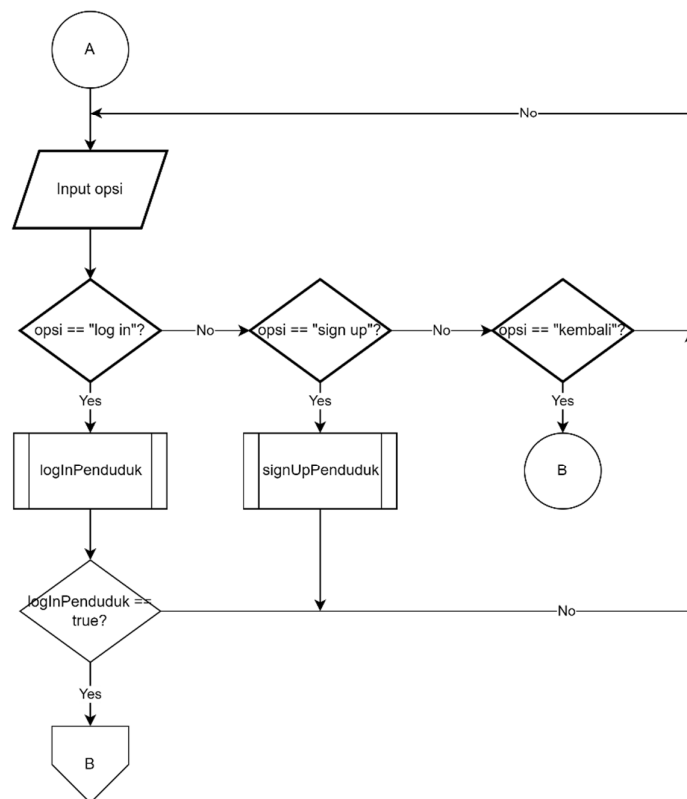 A
No
Input opsi
opsi == "log in"?
No
opsi == "sign up"?
No
opsi == "kembali"?
Yes
Yes
Yes
logInPenduduk
signUpPenduduk
B
logInPenduduk ==
true?
No
Yes
B